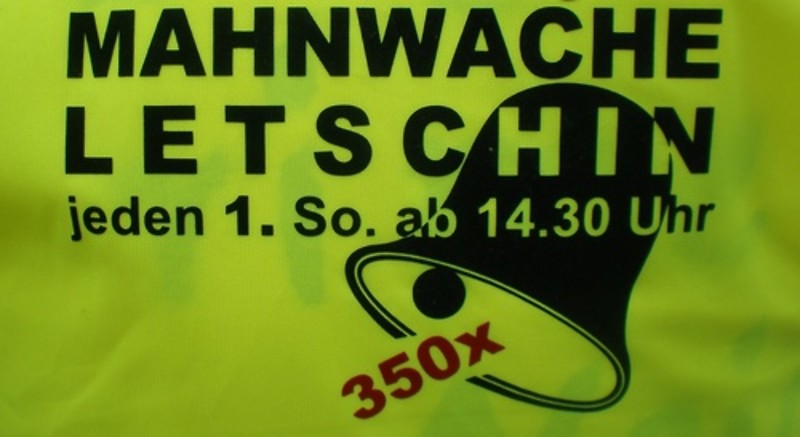 MAHNWACHE
LETSCHIN
jeden 1. So. ab 14.30 Uhr
350x